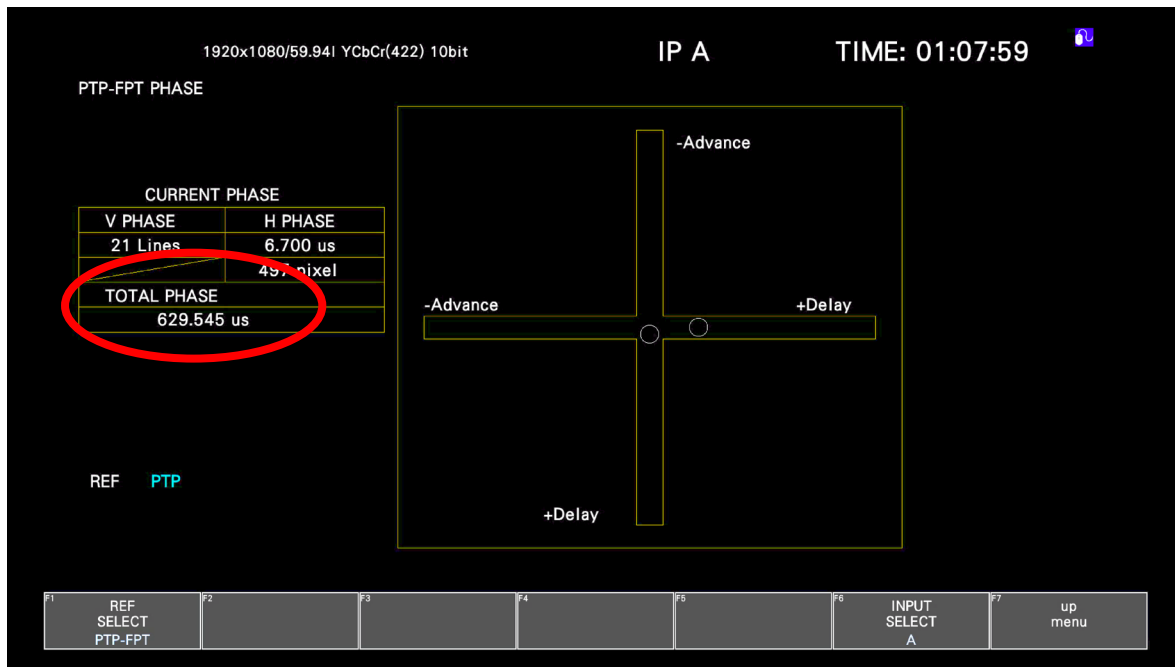 1920x1080/59.94I YCbCr(422) 10bit
IP A
TIME: 01:07:59
PTP-FPT PHASE
CURRENT PHASE
V PHASE H PHASE
21 Lines 6.700 us
497 pixel
TOTAL PHASE
629.545 us
-Advance
-Advance
+Delay
+Delay
REF PTP
F1 REF
SELECT
PTP-FPT
F2
F3
F4
F5
F6 INPUT
SELECT
A
F7 up
menu